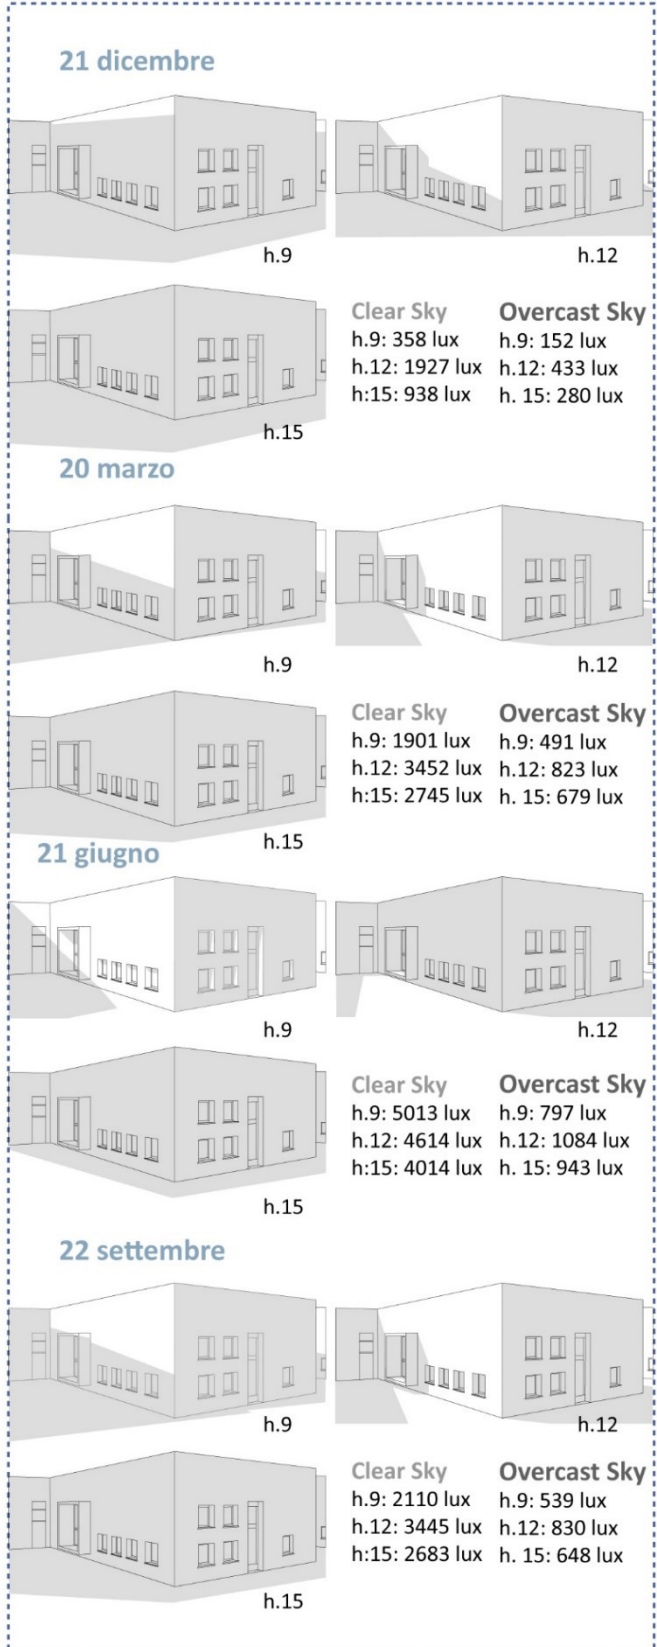 21 dicembre
h.9
h.12
h.15
Clear Sky
h.9: 358 lux
h.12: 1927 lux
h:15: 938 lux
Overcast Sky
h.9: 152 lux
h.12: 433 lux
h. 15: 280 lux
20 marzo
h.9
h.12
h.15
Clear Sky
h.9: 1901 lux
h.12: 3452 lux
h:15: 2745 lux
Overcast Sky
h.9: 491 lux
h.12: 823 lux
h. 15: 679 lux
21 giugno
h.9
h.12
h.15
Clear Sky
h.9: 5013 lux
h.12: 4614 lux
h:15: 4014 lux
Overcast Sky
h.9: 797 lux
h.12: 1084 lux
h. 15: 943 lux
22 settembre
h.9
h.12
h.15
Clear Sky
h.9: 2110 lux
h.12: 3445 lux
h:15: 2683 lux
Overcast Sky
h.9: 539 lux
h.12: 830 lux
h. 15: 648 lux